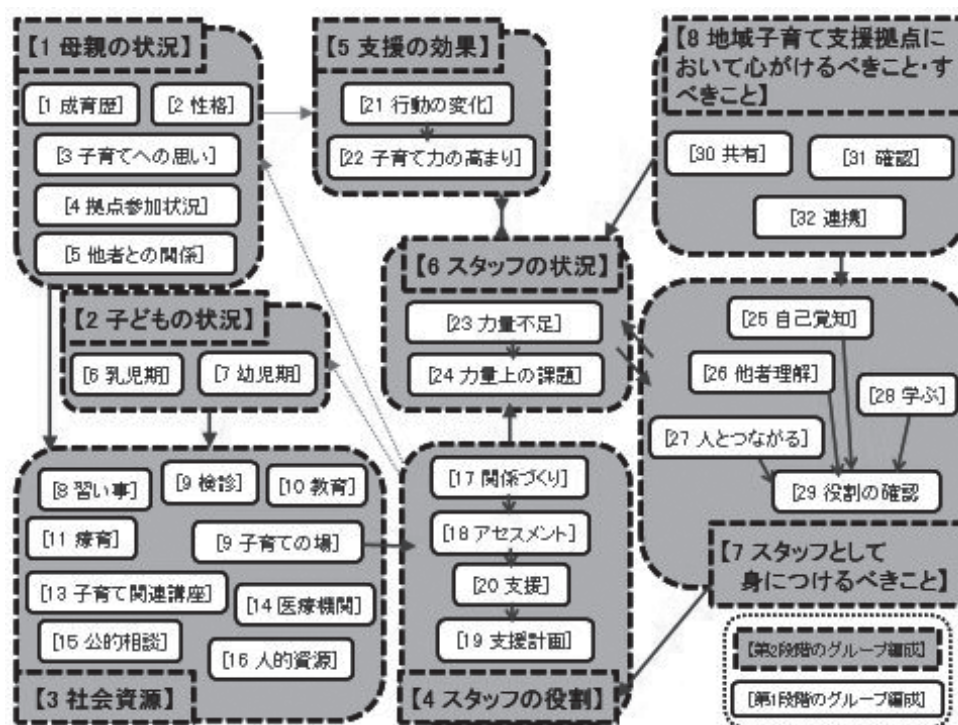 【1 母親の状況】
[1 成育歴]
[2 性格]
[3 子育てへの思い]
[4 拠点参加状況]
[5 他者との関係]
【2 子どもの状況】
[6 乳児期]
[7 幼児期]
[8 習い事]
[9 検診]
[10 教育]
[11 療育]
[9 子育ての場]
[13 子育て関連講座]
[14 医療機関]
[15 公的相談]
[16 人的資源]
【3 社会資源】
【5 支援の効果】
[21 行動の変化]
[22 子育て力の高まり]
【6 スタッフの状況】
[23 力量不足]
[24 力量上の課題]
[17 関係づくり]
[18 アセスメント]
[20 支援]
[19 支援計画]
【4 スタッフの役割】
【8 地域子育て支援拠点に
おいて心がけるべきこと・す
べきこと】
[30 共有]
[31 確認]
[32 連携]
[25 自己覚知]
[26 他者理解]
[28 学ぶ]
[27 人とつながる]
[29 役割の確認]
【7 スタッフとして
身につけるべきこと】
【第2段階のグループ編成】
[第1段階のグループ編成]